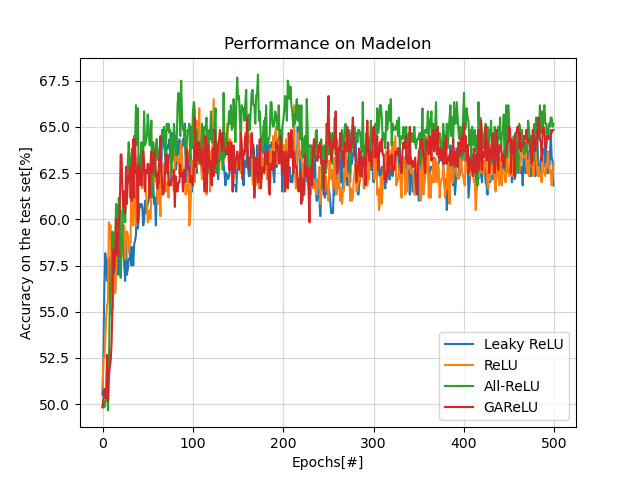 Performance on Madelon
Accuracy on the test set[%]
67.5
65.0
62.5
60.0
57.5
55.0
52.5
50.0
0 100 200 300 400 500
Epochs[#]
Leaky ReLU
ReLU
All-ReLU
GAReLU